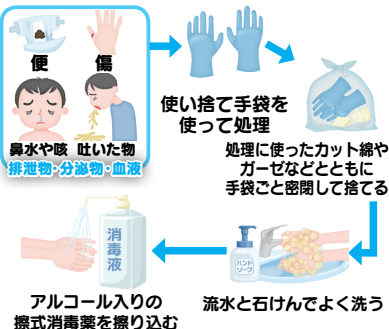 便
傷
鼻水や咳
吐いた物
排泄物・分泌物・血液
使い捨て手袋を
使って処理
処理に使ったカット綿や
ガーゼなどとともに
手袋ごと密閉して捨てる
ハンド
ソープ
流水と石けんでよく洗う
消毒液
アルコール入りの
擦式消毒薬を擦り込む